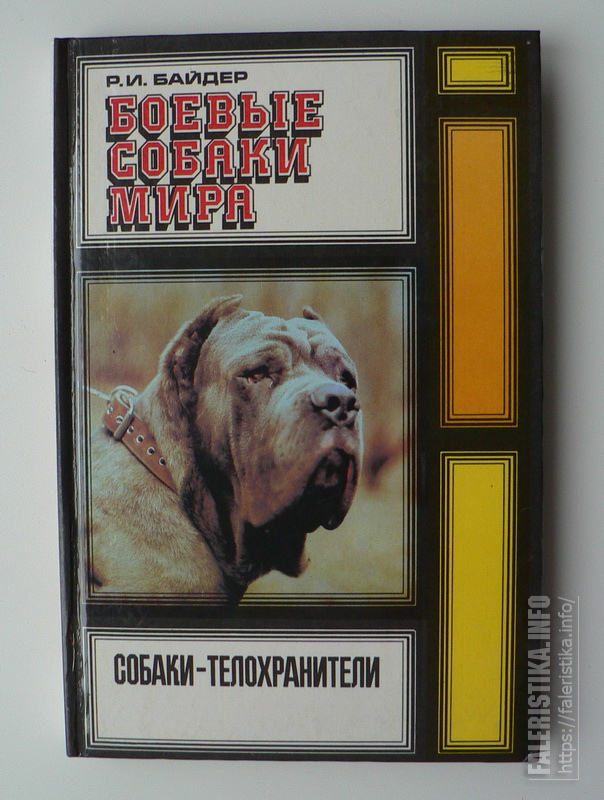 Р.И. БАЙДЕР
БОЕВЫЕ
СОБАКИ
МИРА
СОБАКИ-ТЕЛОХРАНИТЕЛИ
FALERISTIKA.INFO
https://faleristika.info/